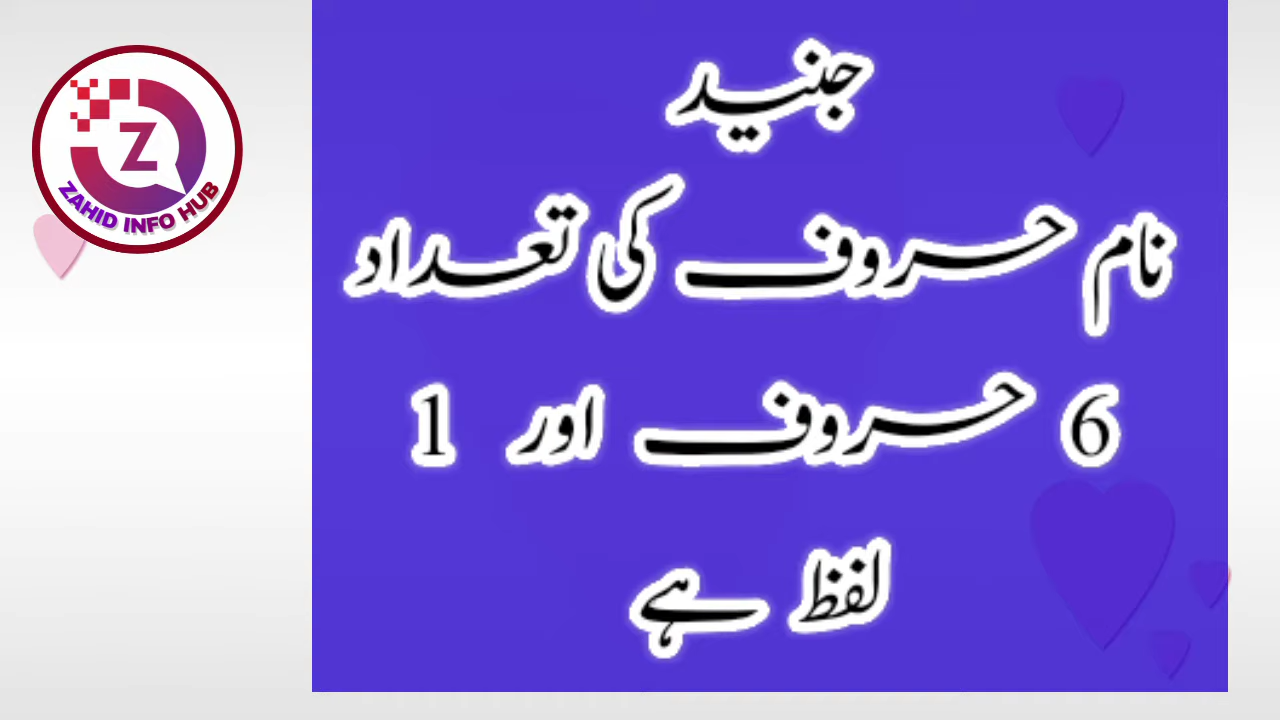 Z
ZAHID INFO HUB
جنید
نام حروف کی تعداد
6 حروف اور 1
لفظ ہے